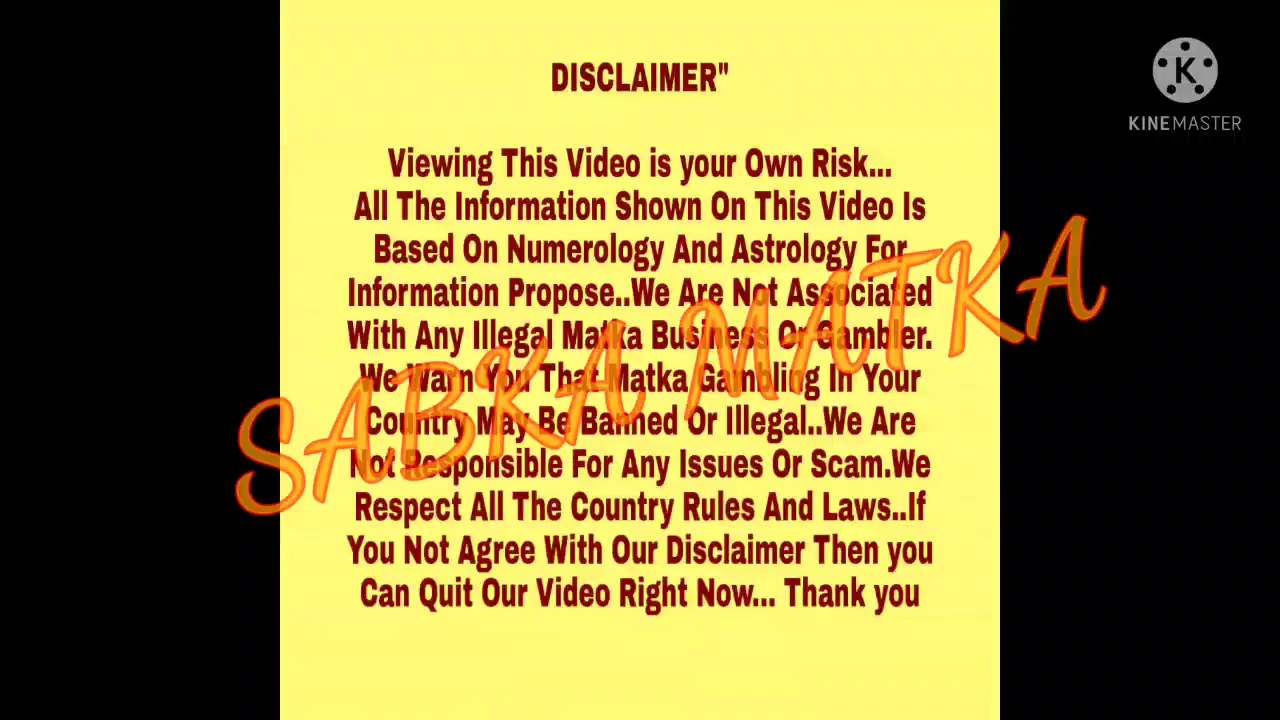 DISCLAIMER"
Viewing This Video is your Own Risk...
All The Information Shown On This Video Is
Based On Numerology And Astrology For
Information Propose..We Are Not Associated
With Any Illegal Matka Business Or Gambler.
We Warn You That Matka Gambling In Your
Country May Be Banned Or Illegal..We Are
Not Responsible For Any Issues Or Scam.We
Respect All The Country Rules And Laws..If
You Not Agree With Our Disclaimer Then you
Can Quit Our Video Right Now... Thank you
SABKA MATKA
K
KINEMASTER